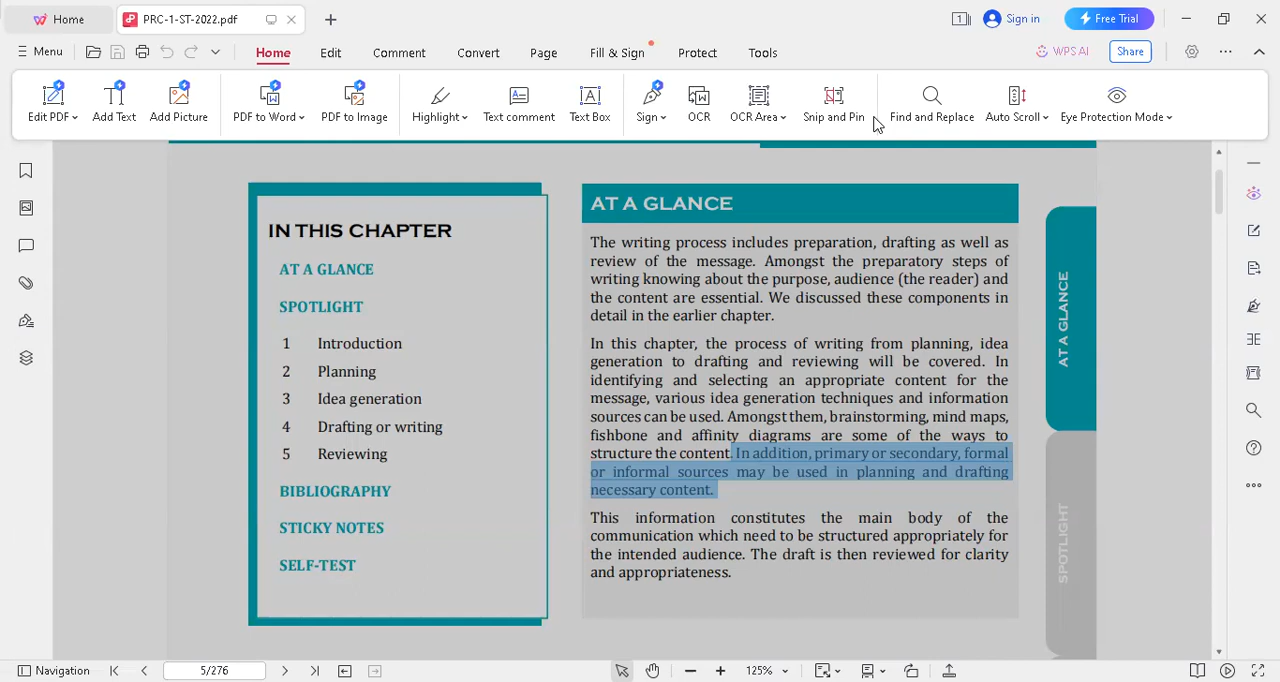 Home
PRC-1-ST-2022.pdf
Sign in
Free Trial
Menu
Home
Edit
Comment
Convert
Page
Fill & Sign
Protect
Tools
WPS AI
Share
Edit PDF
Add Text
Add Picture
PDF to Word
PDF to Image
Highlight
Text comment
Text Box
Sign
OCR
OCR Area
Snip and Pin
Find and Replace
Auto Scroll
Eye Protection Mode
IN THIS CHAPTER
AT A GLANCE
SPOTLIGHT
1 Introduction
2 Planning
3 Idea generation
4 Drafting or writing
5 Reviewing
BIBLIOGRAPHY
STICKY NOTES
SELF-TEST
AT A GLANCE
The writing process includes preparation, drafting as well as
review of the message. Amongst the preparatory steps of
writing knowing about the purpose, audience (the reader) and
the content are essential. We discussed these components in
detail in the earlier chapter.
In this chapter, the process of writing from planning, idea
generation to drafting and reviewing will be covered. In
identifying and selecting an appropriate content for the
message, various idea generation techniques and information
sources can be used. Amongst them, brainstorming, mind maps,
fishbone and affinity diagrams are some of the ways to
structure the content. In addition, primary or secondary, formal
or informal sources may be used in planning and drafting
necessary content.
This information constitutes the main body of the
communication which need to be structured appropriately for
the intended audience. The draft is then reviewed for clarity
and appropriateness.
AT A GLANCE
SPOTLIGHT
Navigation
5/276
125%